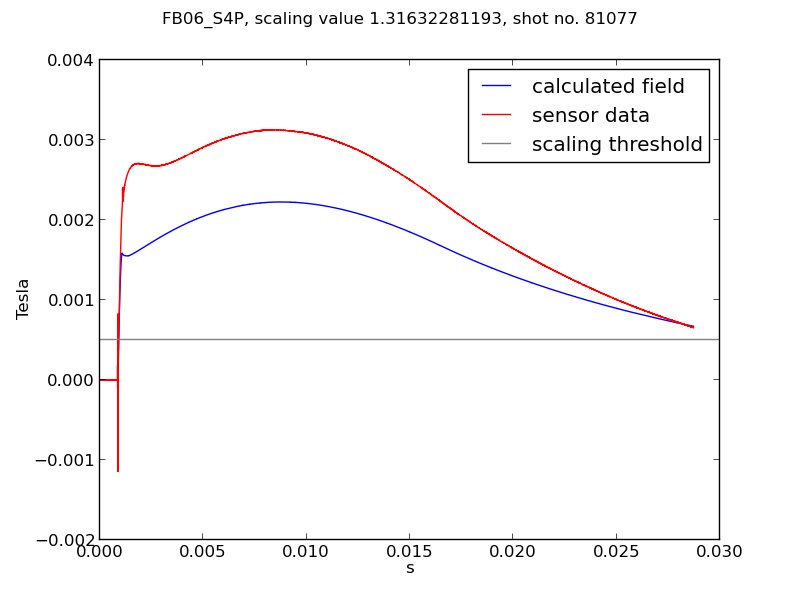 FB06_S4P, scaling value 1.31632281193, shot no. 81077
0.004
calculated field
sensor data
scaling threshold
0.003
0.002
0.001
0.000
−0.001
−0.002
Tesla
0.000 0.005 0.010 0.015 0.020 0.025 0.030
s